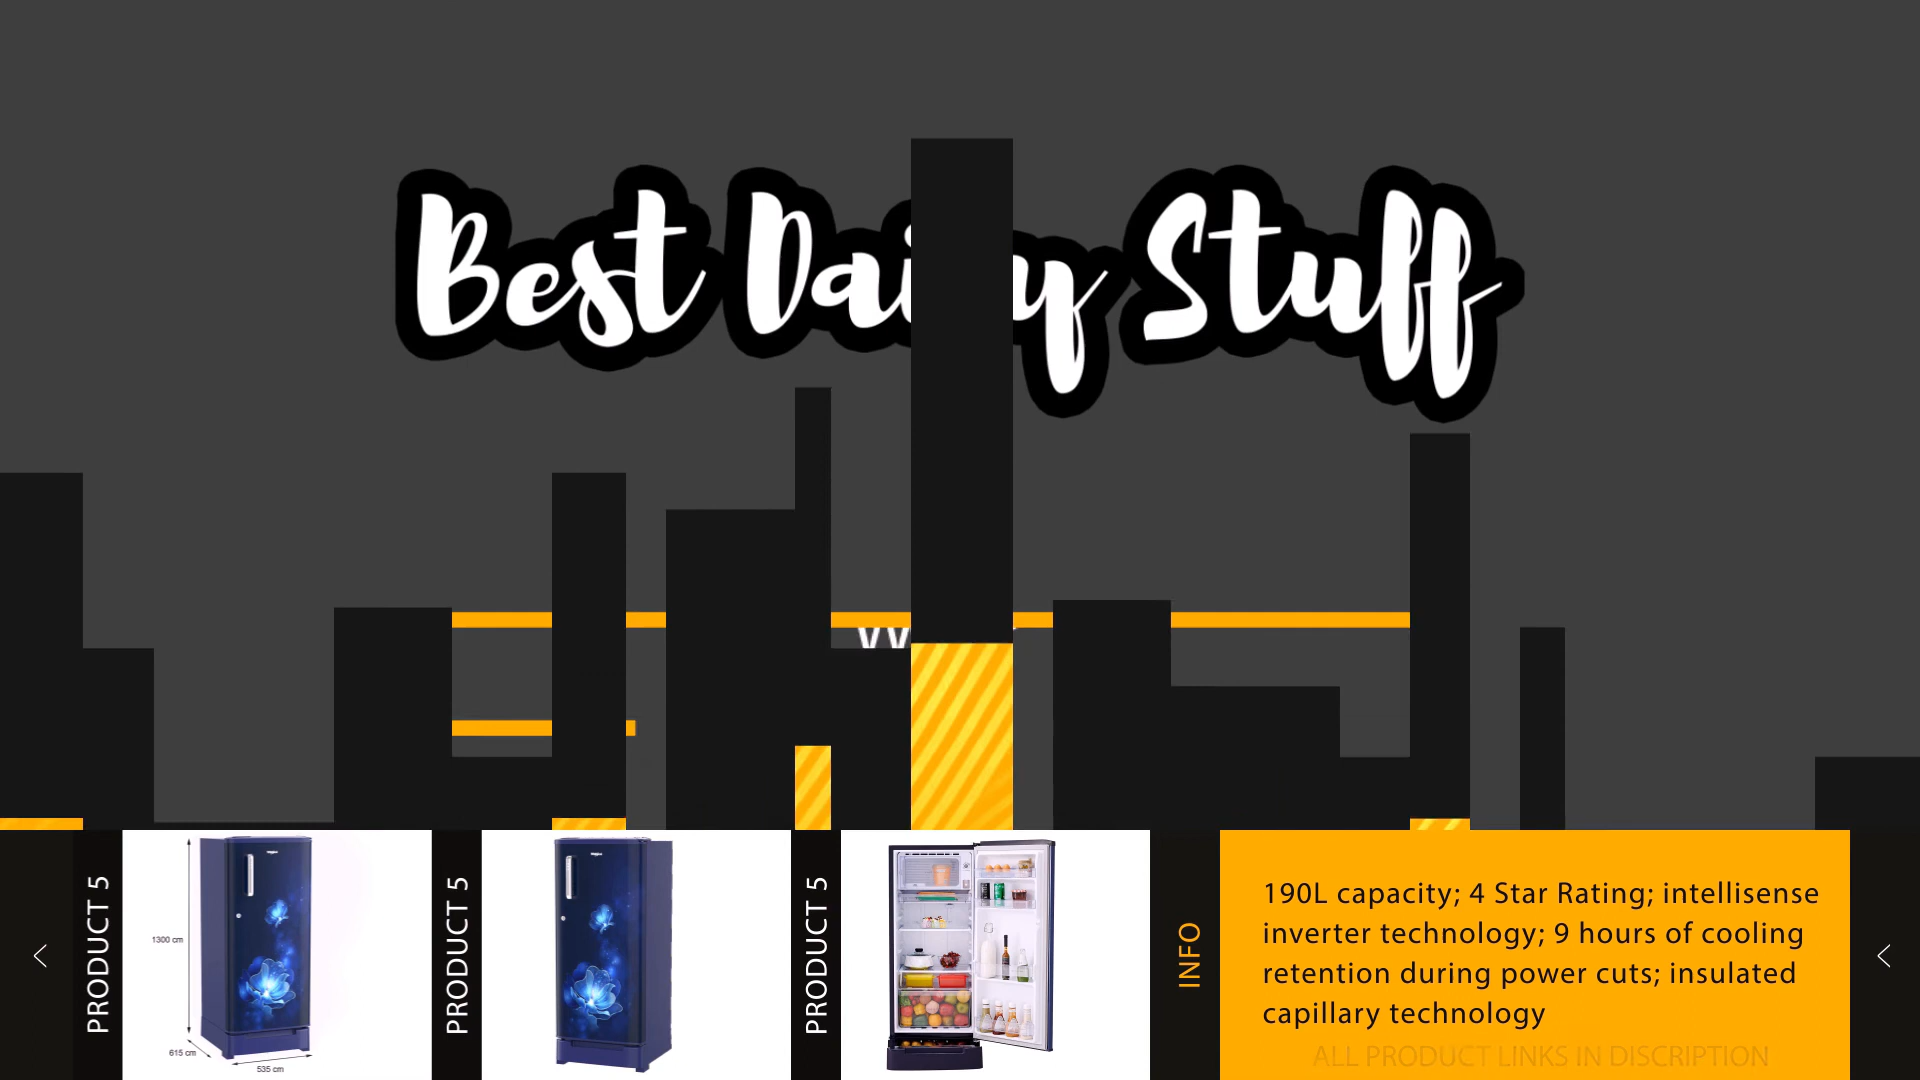 Best Stuff
PRODUCT 5
1300 cm
615 cm
535 cm
PRODUCT 5
PRODUCT 5
INFO
190L capacity; 4 Star Rating; intellisense
inverter technology; 9 hours of cooling
retention during power cuts; insulated
capillary technology
ALL PRODUCT LINKS IN DISCRIPTION